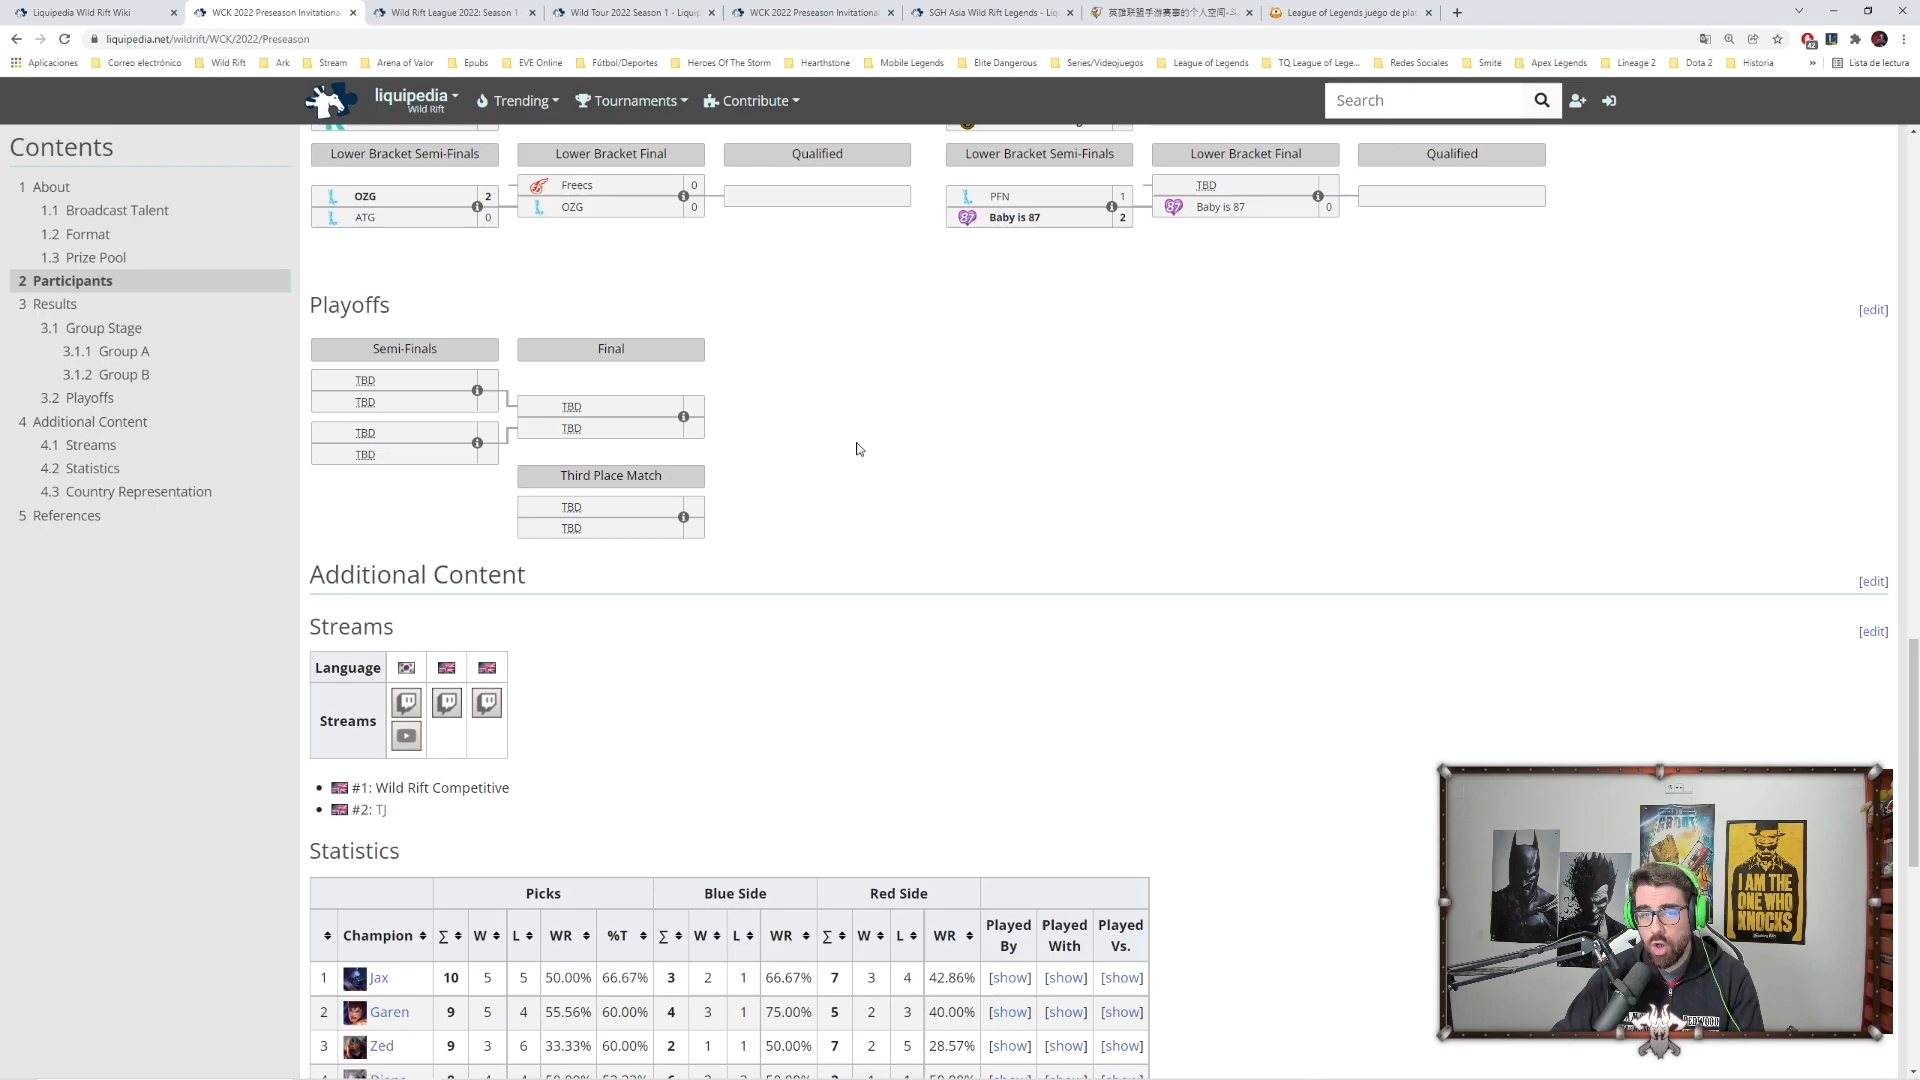 Liquipedia Wild Rift Wiki
WCK 2022 Preseason Invitational
Wild Rift League 2022: Season 1
Wild Tour 2022 Season 1 - Liquip
WCK 2022 Preseason Invitational
SGH Asia Wild Rift Legends - Liq
英雄联盟手游赛事的个人空间-
League of Legends juego de plat
liquipedia.net/wildrift/WCK/2022/Preseason
42
Aplicaciones
Correo electrónico
Wild Rift
Ark
Stream
Arena of Valor
Epubs
EVE Online
Fútbol/Deportes
Heroes Of The Storm
Hearthstone
Mobile Legends
Elite Dangerous
Series/Videojuegos
League of Legends
TQ League of Lege...
Redes Sociales
Smite
Apex Legends
Lineage 2
Dota 2
Historia
»
Lista de lectura
liquipedia
Wild Rift
Trending
Tournaments
Contribute
Search
Contents
1 About
1.1 Broadcast Talent
1.2 Format
1.3 Prize Pool
2 Participants
3 Results
3.1 Group Stage
3.1.1 Group A
3.1.2 Group B
3.2 Playoffs
4 Additional Content
4.1 Streams
4.2 Statistics
4.3 Country Representation
5 References
Lower Bracket Semi-Finals Lower Bracket Final Qualified
OZG 2
ATG 0
Freecs 0
OZG 0
Lower Bracket Semi-Finals Lower Bracket Final Qualified
PFN 1
Baby is 87 2
TBD
Baby is 87 0
Playoffs [edit]
Semi-Finals Final
TBD
TBD
TBD
TBD
TBD
TBD
Third Place Match
TBD
TBD
Additional Content [edit]
Streams [edit]
Language
Streams
#1: Wild Rift Competitive
#2: TJ
Statistics
Picks Blue Side Red Side
Champion ∑ W L WR %T ∑ W L WR ∑ W L WR Played By Played With Played Vs.
1 Jax 10 5 5 50.00% 66.67% 3 2 1 66.67% 7 3 4 42.86% [show] [show] [show]
2 Garen 9 5 4 55.56% 60.00% 4 3 1 75.00% 5 2 3 40.00% [show] [show] [show]
3 Zed 9 3 6 33.33% 60.00% 2 1 1 50.00% 7 2 5 28.57% [show] [show] [show]
I AM THE
ONE WHO
KNOCKS